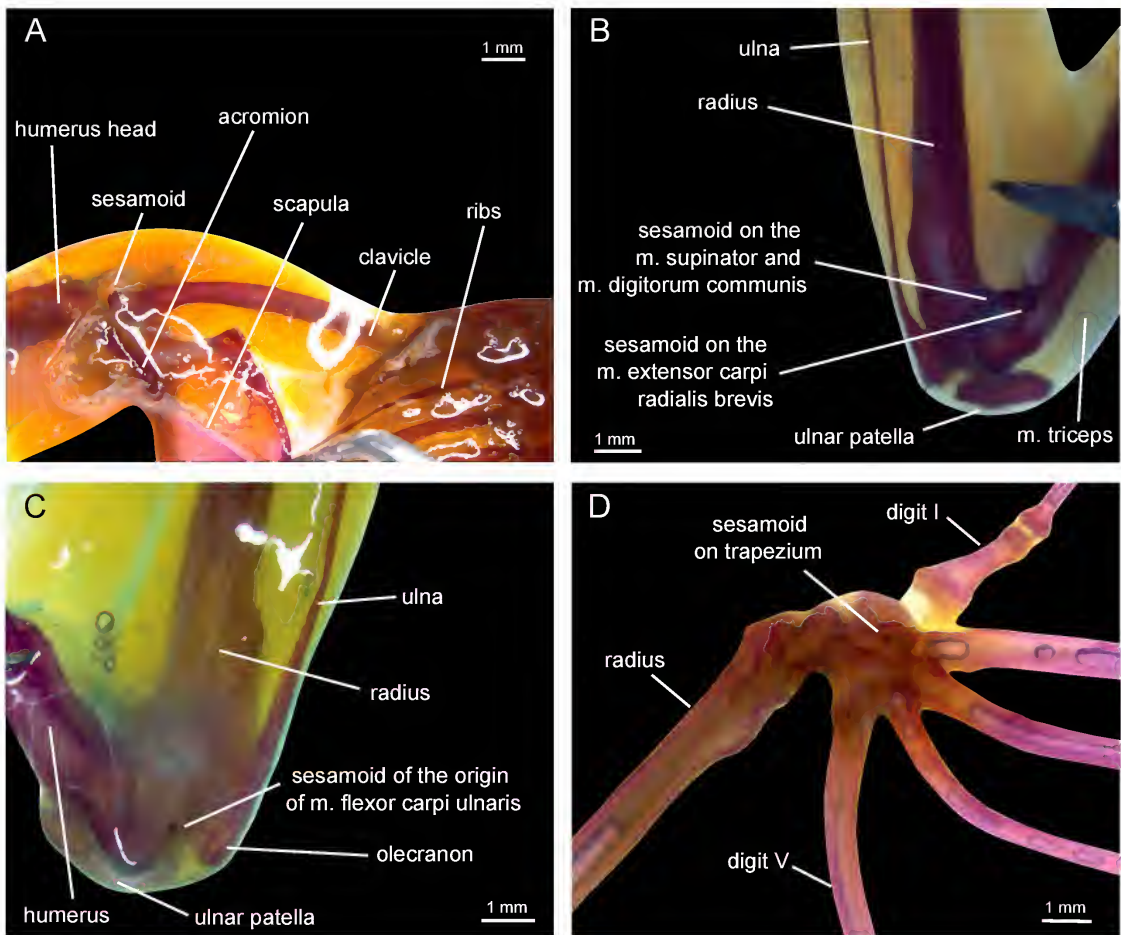 A
1 mm
acromion
humerus head
sesamoid
scapula
ribs
clavicle
B
ulna
radius
sesamoid on the
m. supinator and
m. digitorum communis
sesamoid on the
m. extensor carpi
radialis brevis
ulnar patella
m. triceps
1 mm
C
ulna
radius
sesamoid of the origin
of m. flexor carpi ulnaris
olecranon
humerus
ulnar patella
1 mm
D
digit I
sesamoid
on trapezium
radius
digit V
1 mm